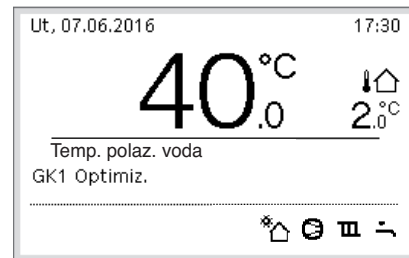 Ut, 07.06.2016 17:30
40.0 °C
2.0 °C
Temp. polaz. voda
GK1 Optimiz.